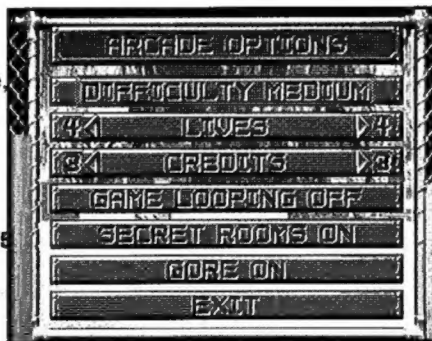 ARCADE OPTIONS
DIFFICULTY MEDIUM
4 LIVES 4
3 CREDITS 3
GAME LOOPING OFF
SECRET ROOMS ON
GORE ON
EXIT